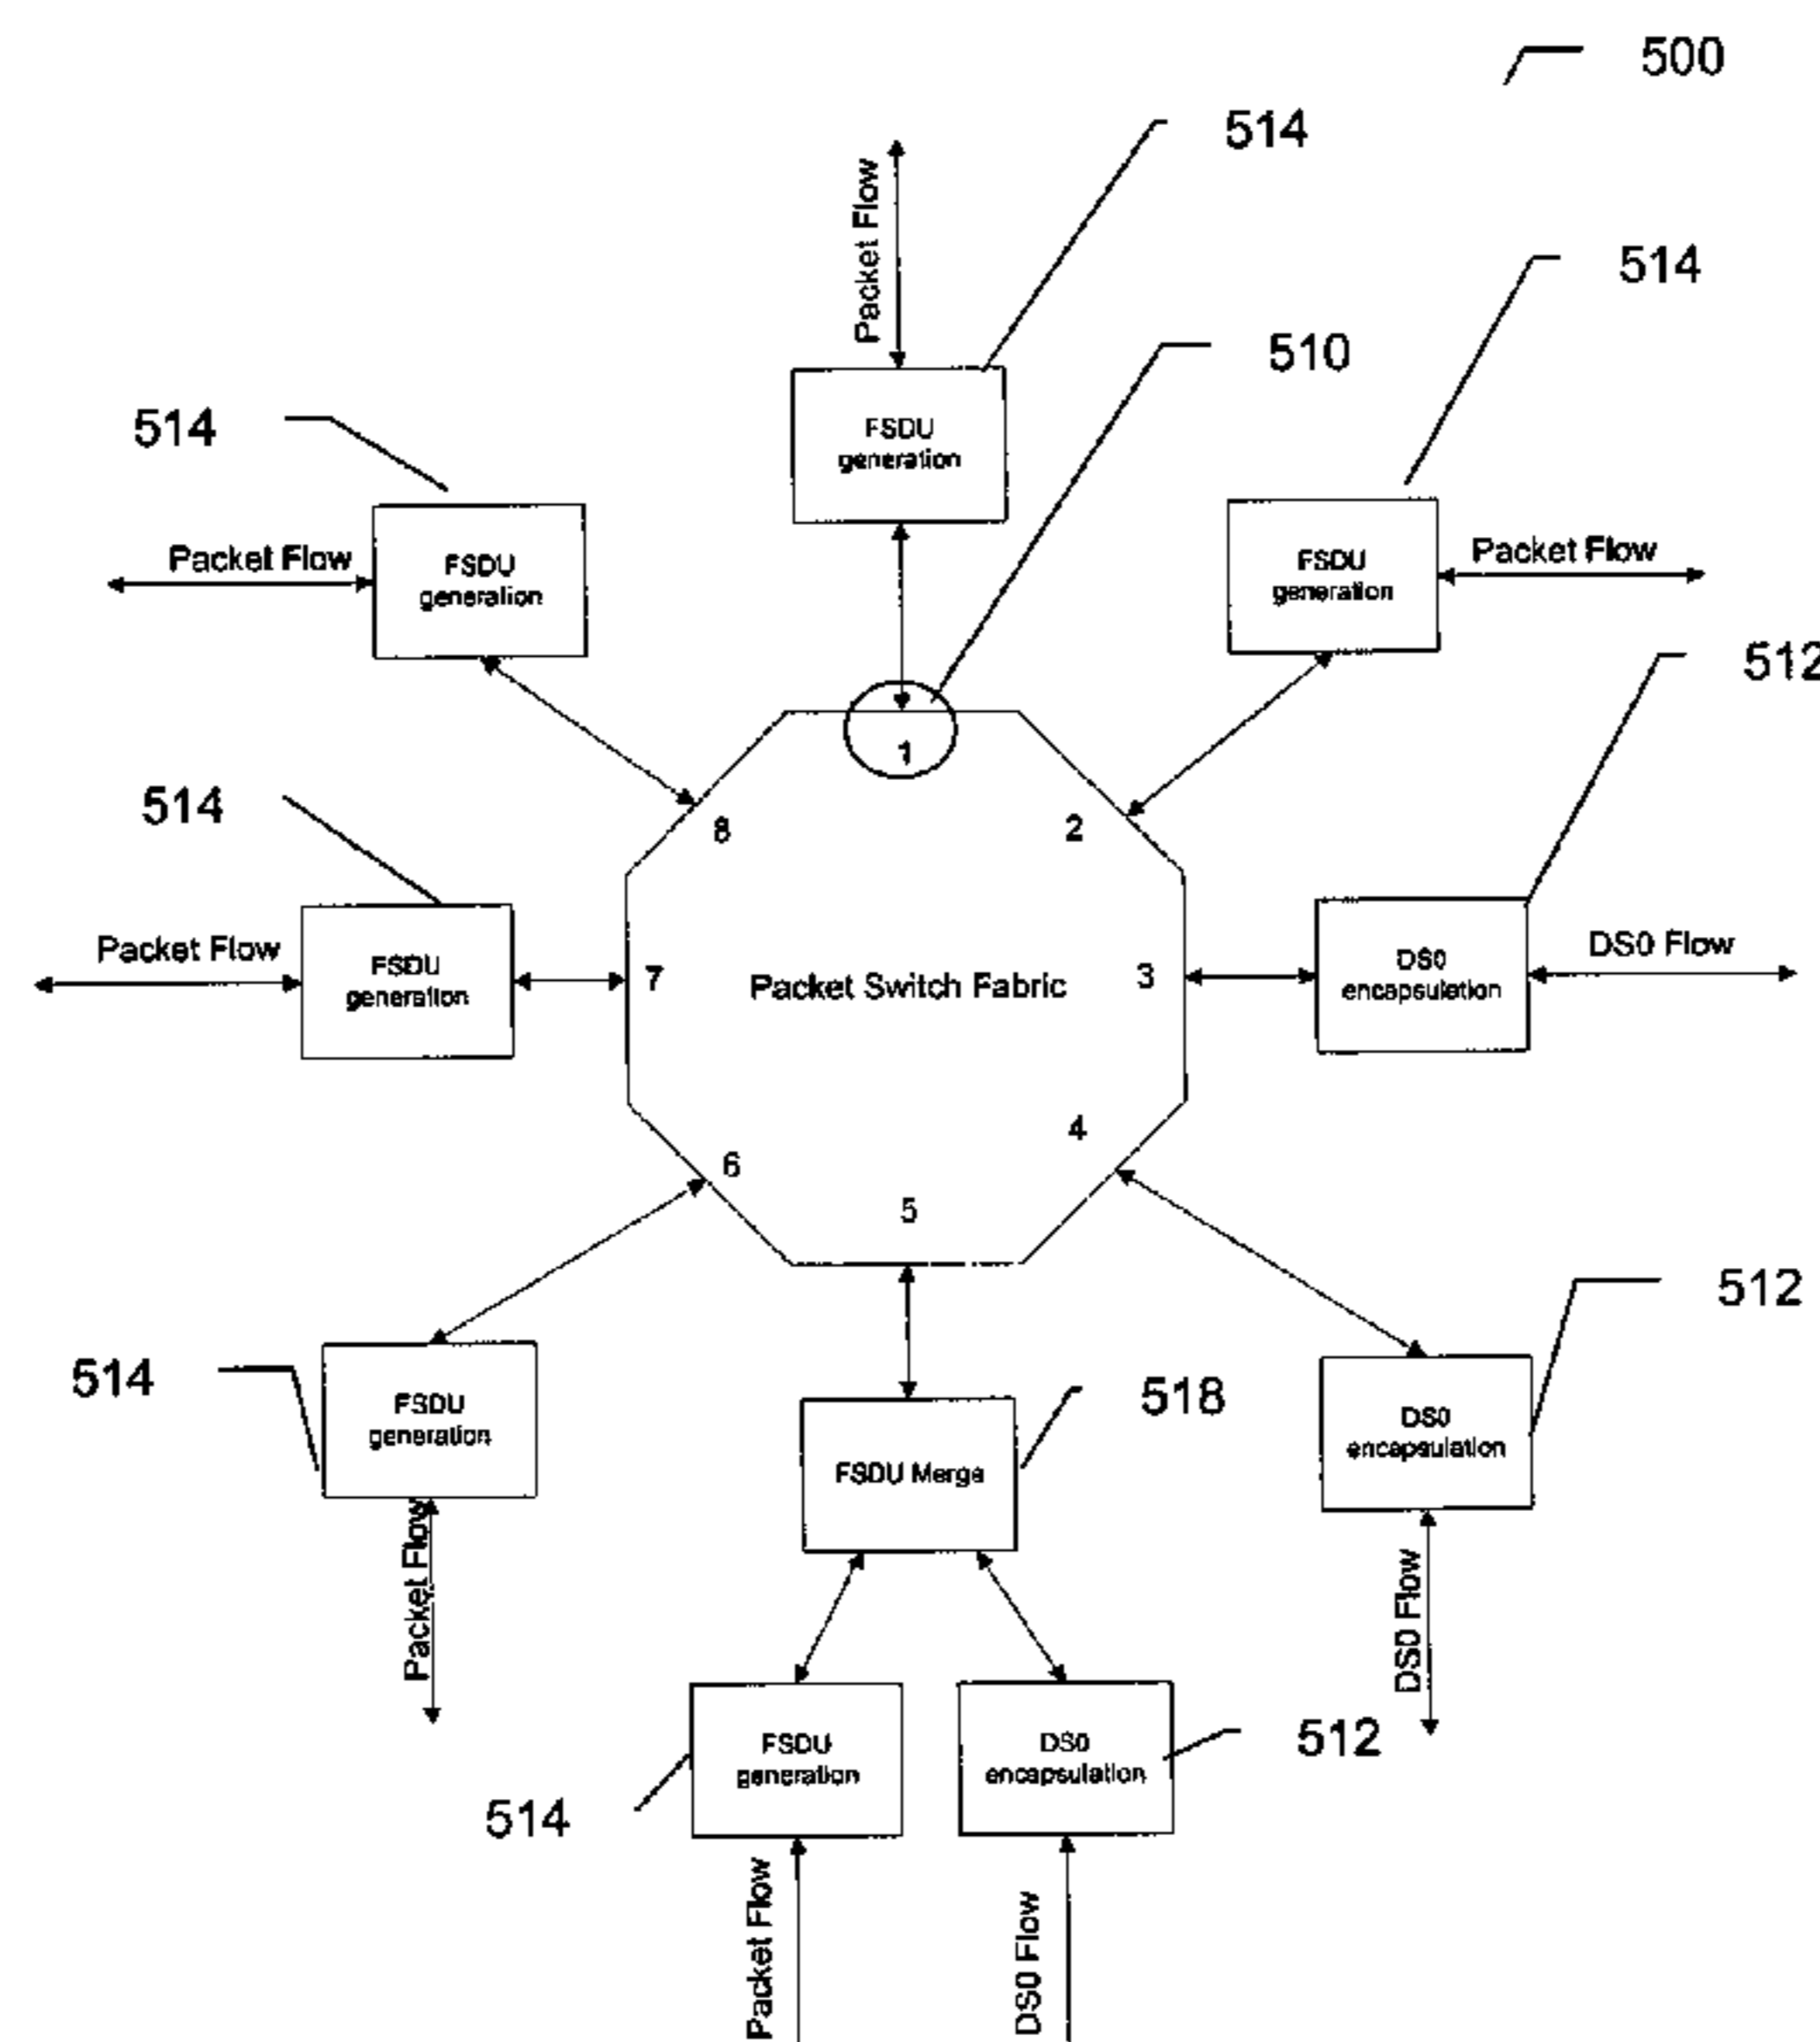 500
514
Packet Flow
514
510
514
FSDU
generation
Packet Flow
FSDU
generation
FSDU
generation
Packet Flow
512
1
514
8
2
Packet Flow
FSDU
generation
7
Packet Switch Fabric
3
DS0
encapsulation
DS0 Flow
4
6
5
512
514
FSDU
generation
518
FSDU Merge
DS0
encapsulation
Packet Flow
DS0 Flow
FSDU
generation
DS0
encapsulation
512
514
Packet Flow
DS0 Flow